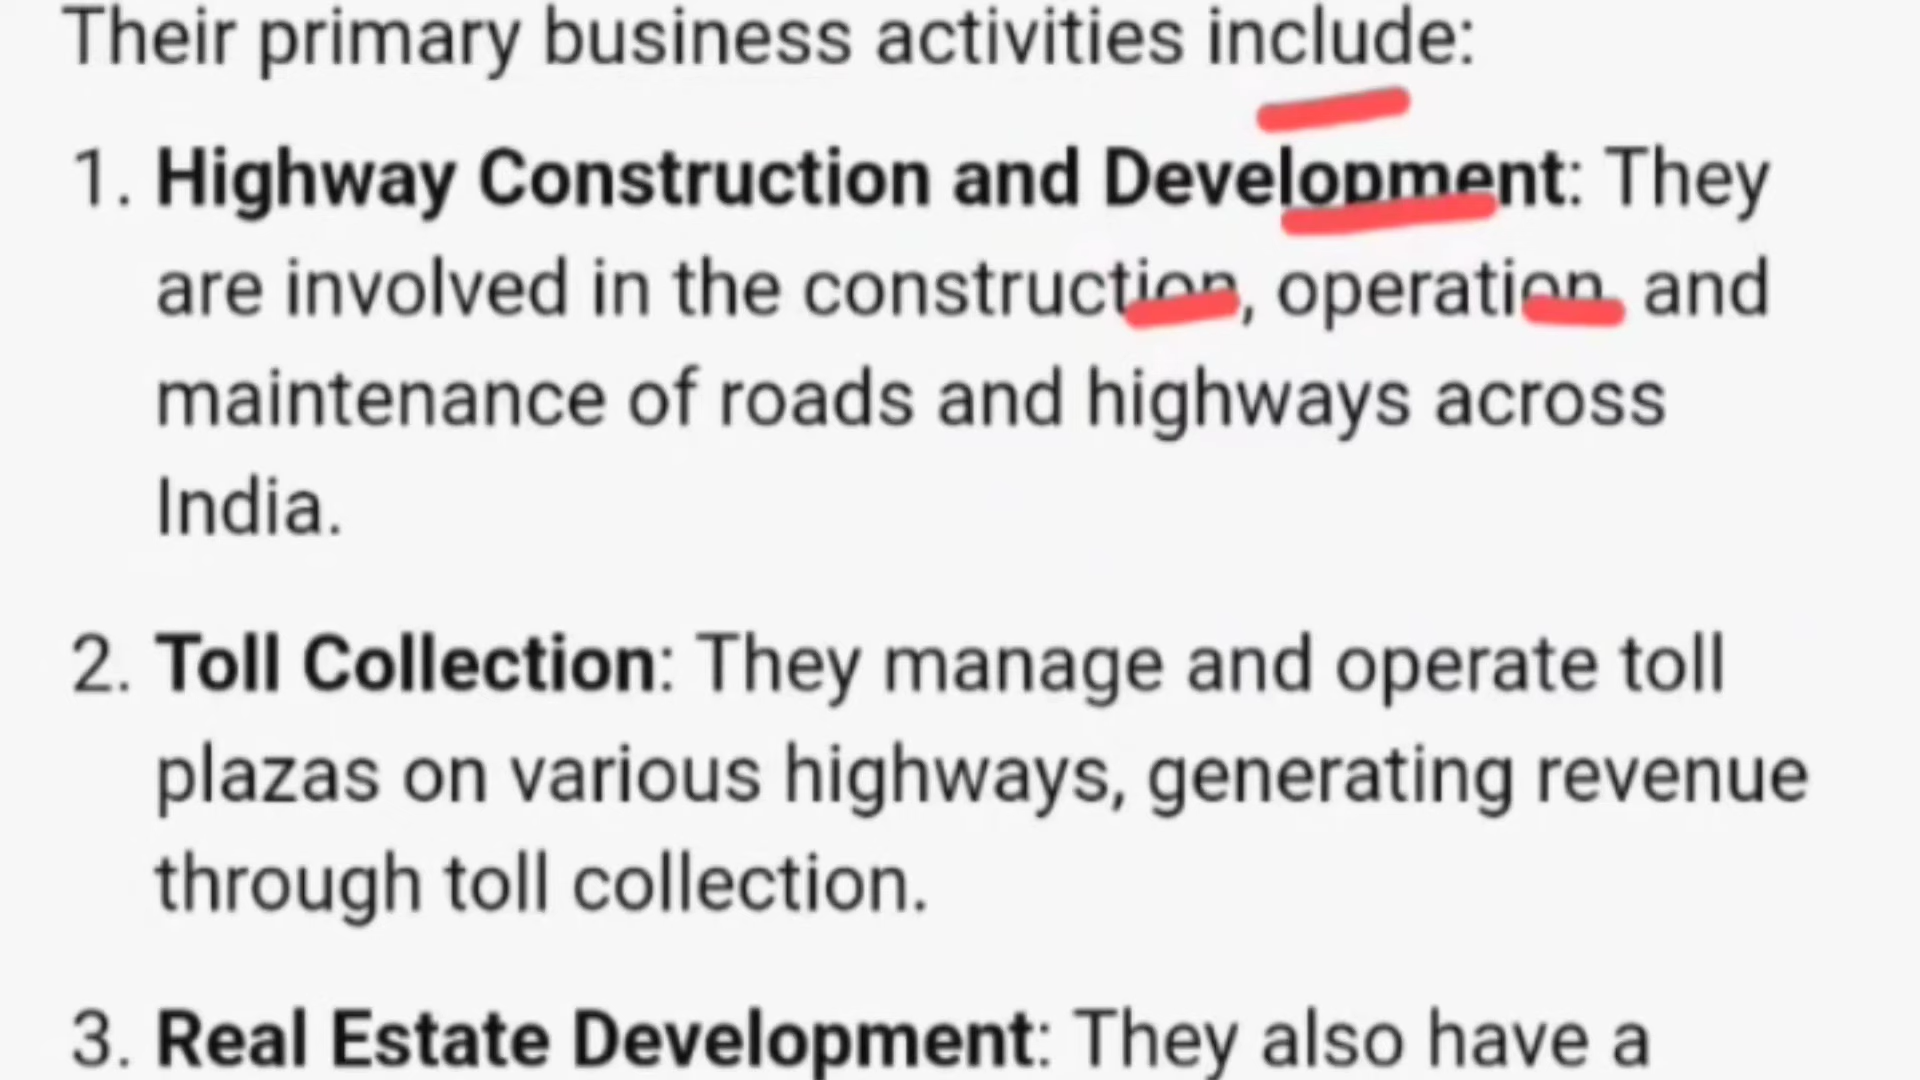 Their primary business activities include:
1. Highway Construction and Development: They
are involved in the construction, operation, and
maintenance of roads and highways across
India.
2. Toll Collection: They manage and operate toll
plazas on various highways, generating revenue
through toll collection.
3. Real Estate Development: They also have a